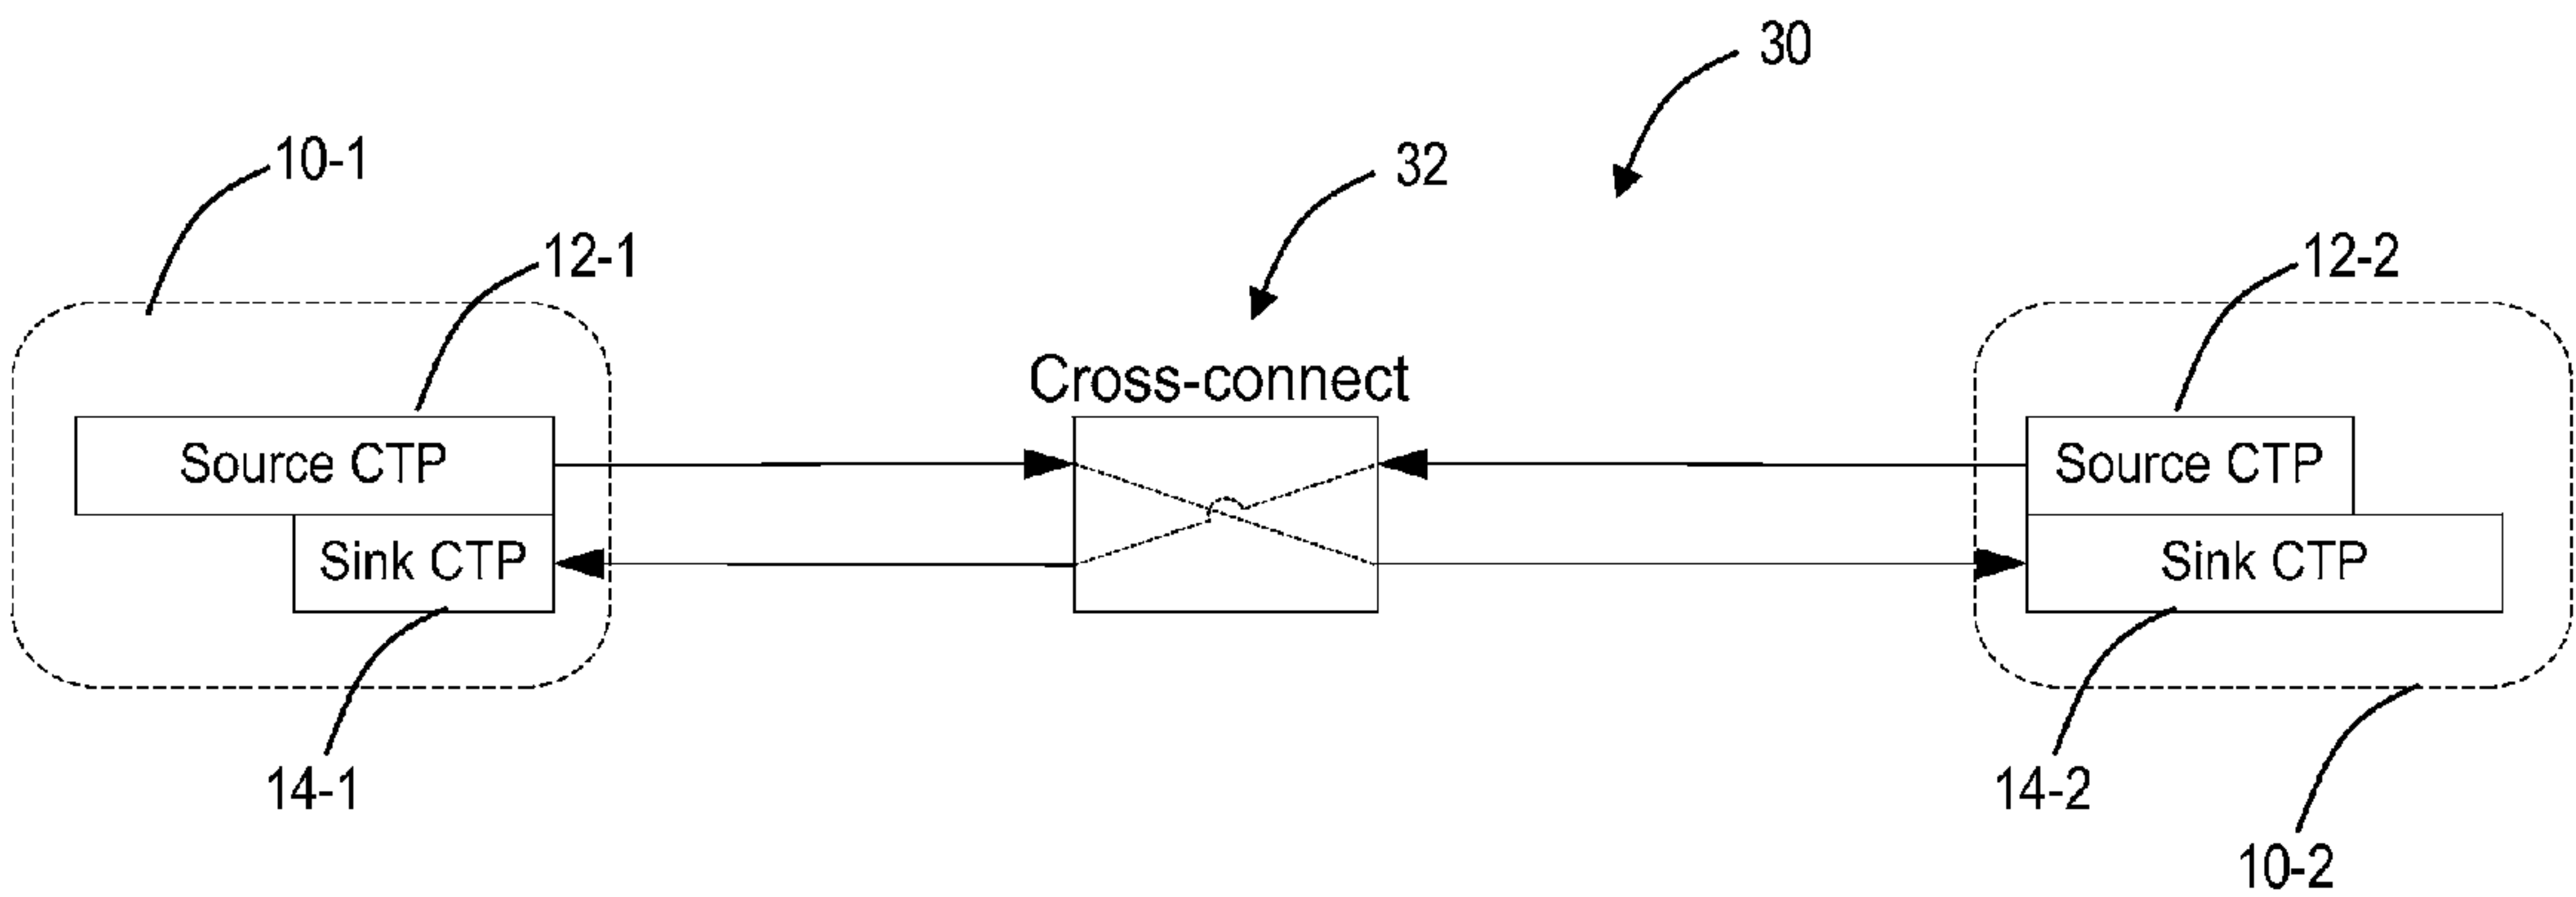 30
10-1
32
12-1
12-2
Cross-connect
Source CTP
Source CTP
Sink CTP
Sink CTP
14-1
14-2
10-2